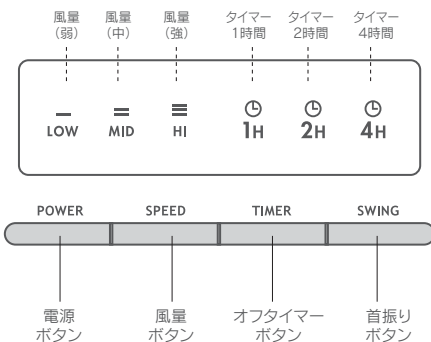 風量 風量 風量 タイマー タイマー タイマー
(弱) (中) (強) 1時間 2時間 4時間
LOW MID HI 1H 2H 4H
POWER SPEED TIMER SWING
電源 風量 オフタイマー 首振り
ボタン ボタン ボタン ボタン